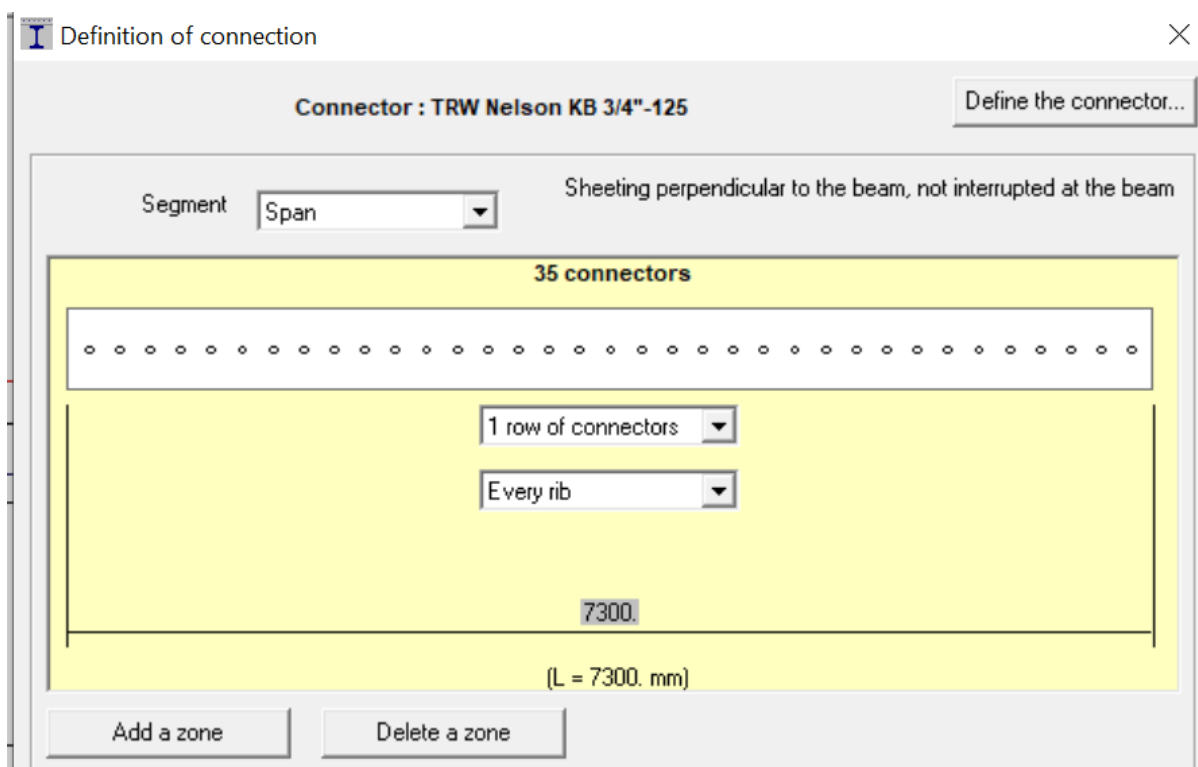 Definition of connection
Connector : TRW Nelson KB 3/4"-125
Define the connector...
Segment
Span
Sheeting perpendicular to the beam, not interrupted at the beam
35 connectors
1 row of connectors
Every rib
7300.
(L = 7300. mm)
Add a zone
Delete a zone